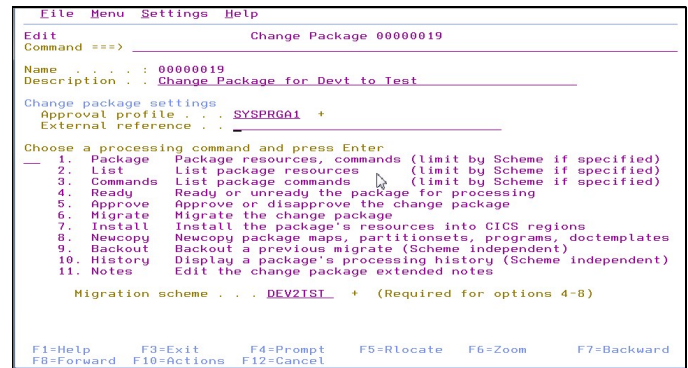 File  Menu  Settings  Help
Edit                         Change Package 00000019
Command ===>
Name  . . . . : 00000019
Description . . Change Package for Devt to Test
Change package settings
Approval profile . . . SYSPRGA1  +
External reference . .
Choose a processing command and press Enter
1.  Package   Package resources, commands (limit by Scheme if specified)
2.  List      List package resources      (limit by Scheme if specified)
3.  Commands  List package commands       (limit by Scheme if specified)
4.  Ready     Ready or unready the package for processing
5.  Approve   Approve or disapprove the change package
6.  Migrate   Migrate the change package
7.  Install   Install the package's resources into CICS regions
8.  Newcopy   Newcopy package maps, partitionsets, programs, doctemplates
9.  Backout   Backout a previous migrate (Scheme independent)
10. History   Display a package's processing history (Scheme independent)
11. Notes     Edit the change package extended notes
Migration scheme . . . DEV2TST  +  (Required for options 4-8)
F1=Help      F3=Exit      F4=Prompt    F5=Rlocate   F6=Zoom      F7=Backward
F8=Forward  F10=Actions  F12=Cancel